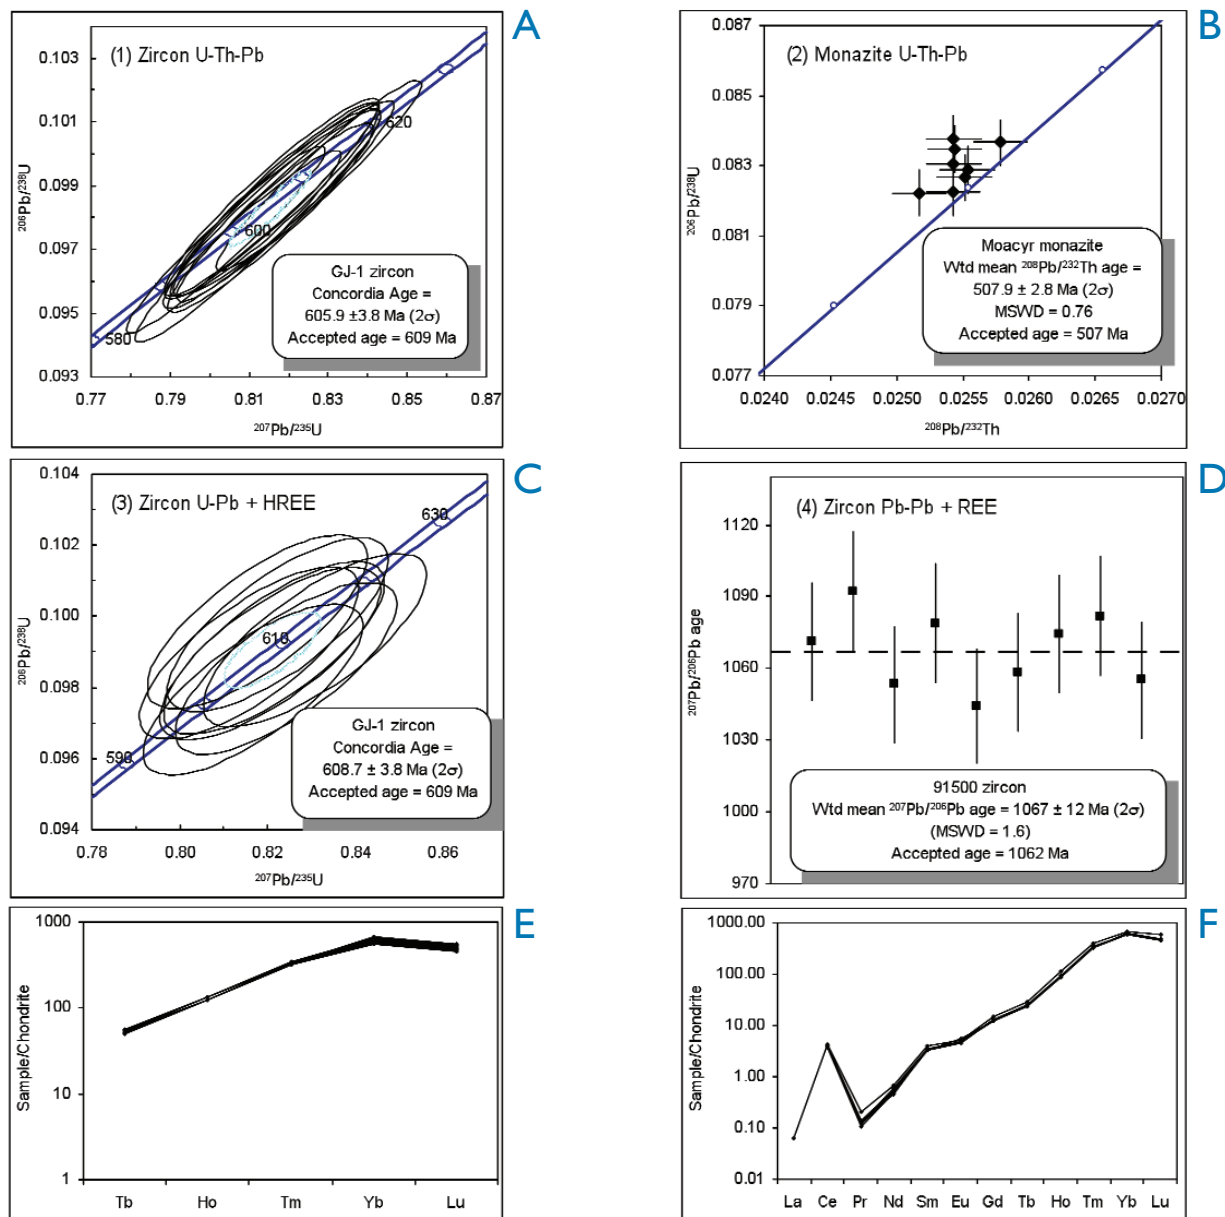 A
(1) Zircon U-Th-Pb
0.103
0.101
0.099
0.097
0.095
0.093
²⁰⁶Pb/²³⁸U
620
600
580
GJ-1 zircon
Concordia Age =
605.9 ±3.8 Ma (2σ)
Accepted age = 609 Ma
0.77 0.79 0.81 0.83 0.85 0.87
²⁰⁷Pb/²³⁵U
B
(2) Monazite U-Th-Pb
0.087
0.085
0.083
0.081
0.079
0.077
²⁰⁶Pb/²³⁸U
Moacyr monazite
Wtd mean ²⁰⁸Pb/²³²Th age =
507.9 ± 2.8 Ma (2σ)
MSWD = 0.76
Accepted age = 507 Ma
0.0240 0.0245 0.0250 0.0255 0.0260 0.0265 0.0270
²⁰⁸Pb/²³²Th
C
(3) Zircon U-Pb + HREE
0.104
0.102
0.100
0.098
0.096
0.094
²⁰⁶Pb/²³⁸U
630
610
590
GJ-1 zircon
Concordia Age =
608.7 ± 3.8 Ma (2σ)
Accepted age = 609 Ma
0.78 0.80 0.82 0.84 0.86
²⁰⁷Pb/²³⁵U
D
(4) Zircon Pb-Pb + REE
1120
1090
1060
1030
1000
970
²⁰⁷Pb/²⁰⁶Pb age
91500 zircon
Wtd mean ²⁰⁷Pb/²⁰⁶Pb age = 1067 ± 12 Ma (2σ)
(MSWD = 1.6)
Accepted age = 1062 Ma
E
1000
100
10
1
Sample/Chondrite
Tb Ho Tm Yb Lu
F
1000.00
100.00
10.00
1.00
0.10
0.01
Sample/Chondrite
La Ce Pr Nd Sm Eu Gd Tb Ho Tm Yb Lu